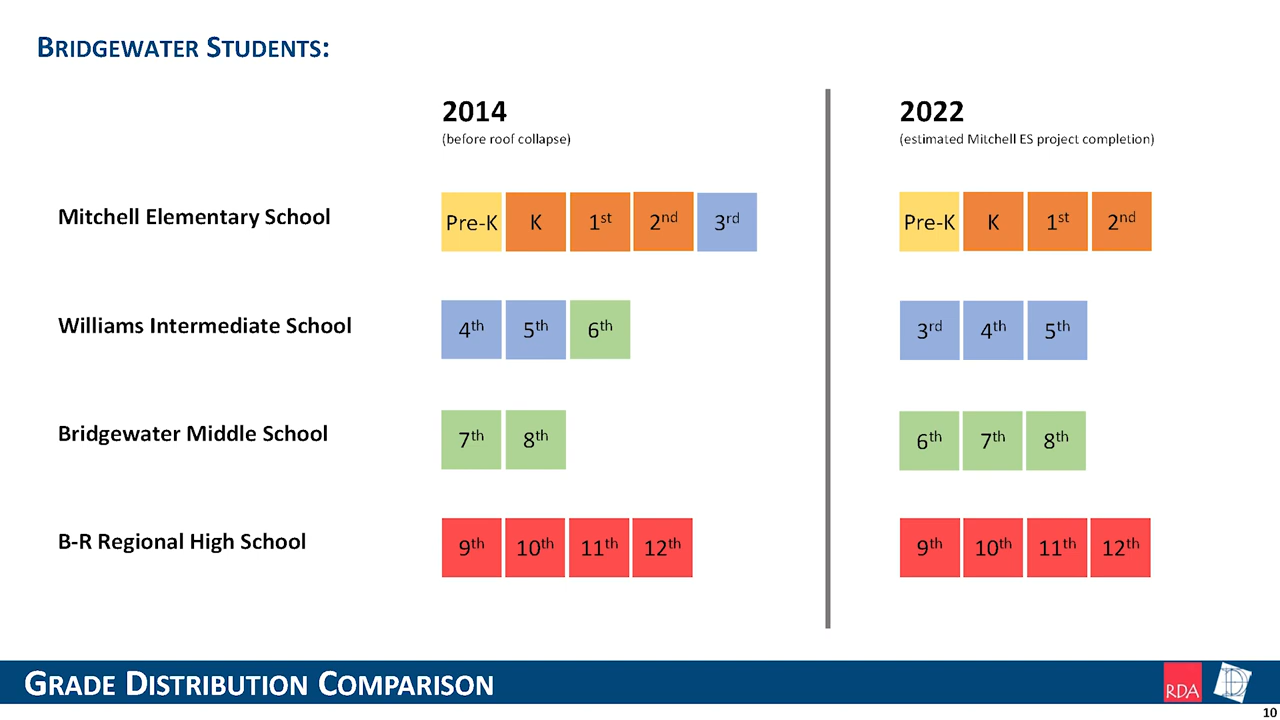 BRIDGEWATER STUDENTS:
2014
(before roof collapse)
2022
(estimated Mitchell ES project completion)
Mitchell Elementary School
Pre-K K 1st 2nd 3rd
Pre-K K 1st 2nd
Williams Intermediate School
4th 5th 6th
3rd 4th 5th
Bridgewater Middle School
7th 8th
6th 7th 8th
B-R Regional High School
9th 10th 11th 12th
9th 10th 11th 12th
GRADE DISTRIBUTION COMPARISON
RDA
10